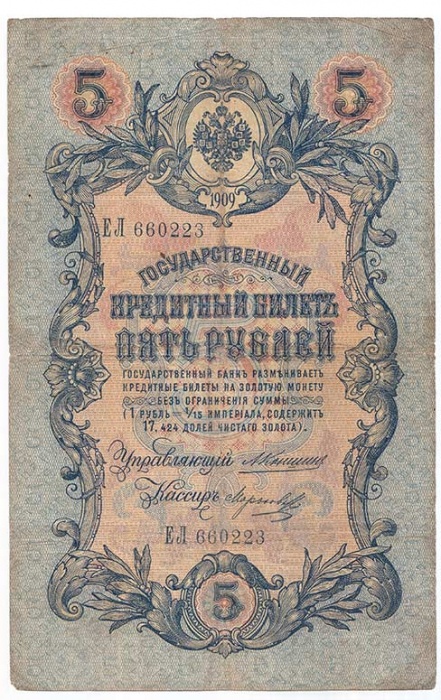 5 5
1909
ЕЛ 660223
ГОСУДАРСТВЕННЫЙ
КРЕДИТНЫЙ БИЛЕТЪ
ПЯТЬ РУБЛЕЙ
ГОСУДАРСТВЕННЫЙ БАНКЪ РАЗМѢНИВАЕТЪ
КРЕДИТНЫЕ БИЛЕТЫ НА ЗОЛОТУЮ МОНЕТУ
БЕЗЪ ОГРАНИЧЕНІЯ СУММЫ
(1 РУБЛЬ = 1/15 ИМПЕРІАЛА, СОДЕРЖИТЪ
17,424 ДОЛЕЙ ЧИСТАГО ЗОЛОТА).
Управляющій
Кассиръ
ЕЛ 660223
5